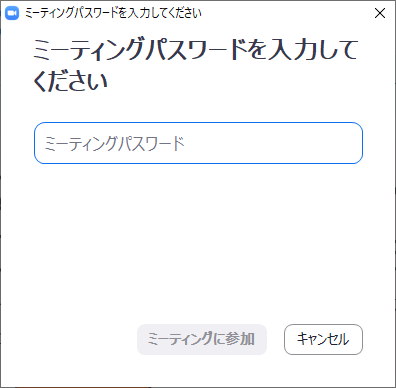 ミーティングパスワードを入力してください
ミーティングパスワードを入力して
ください
ミーティングパスワード
ミーティングに参加
キャンセル